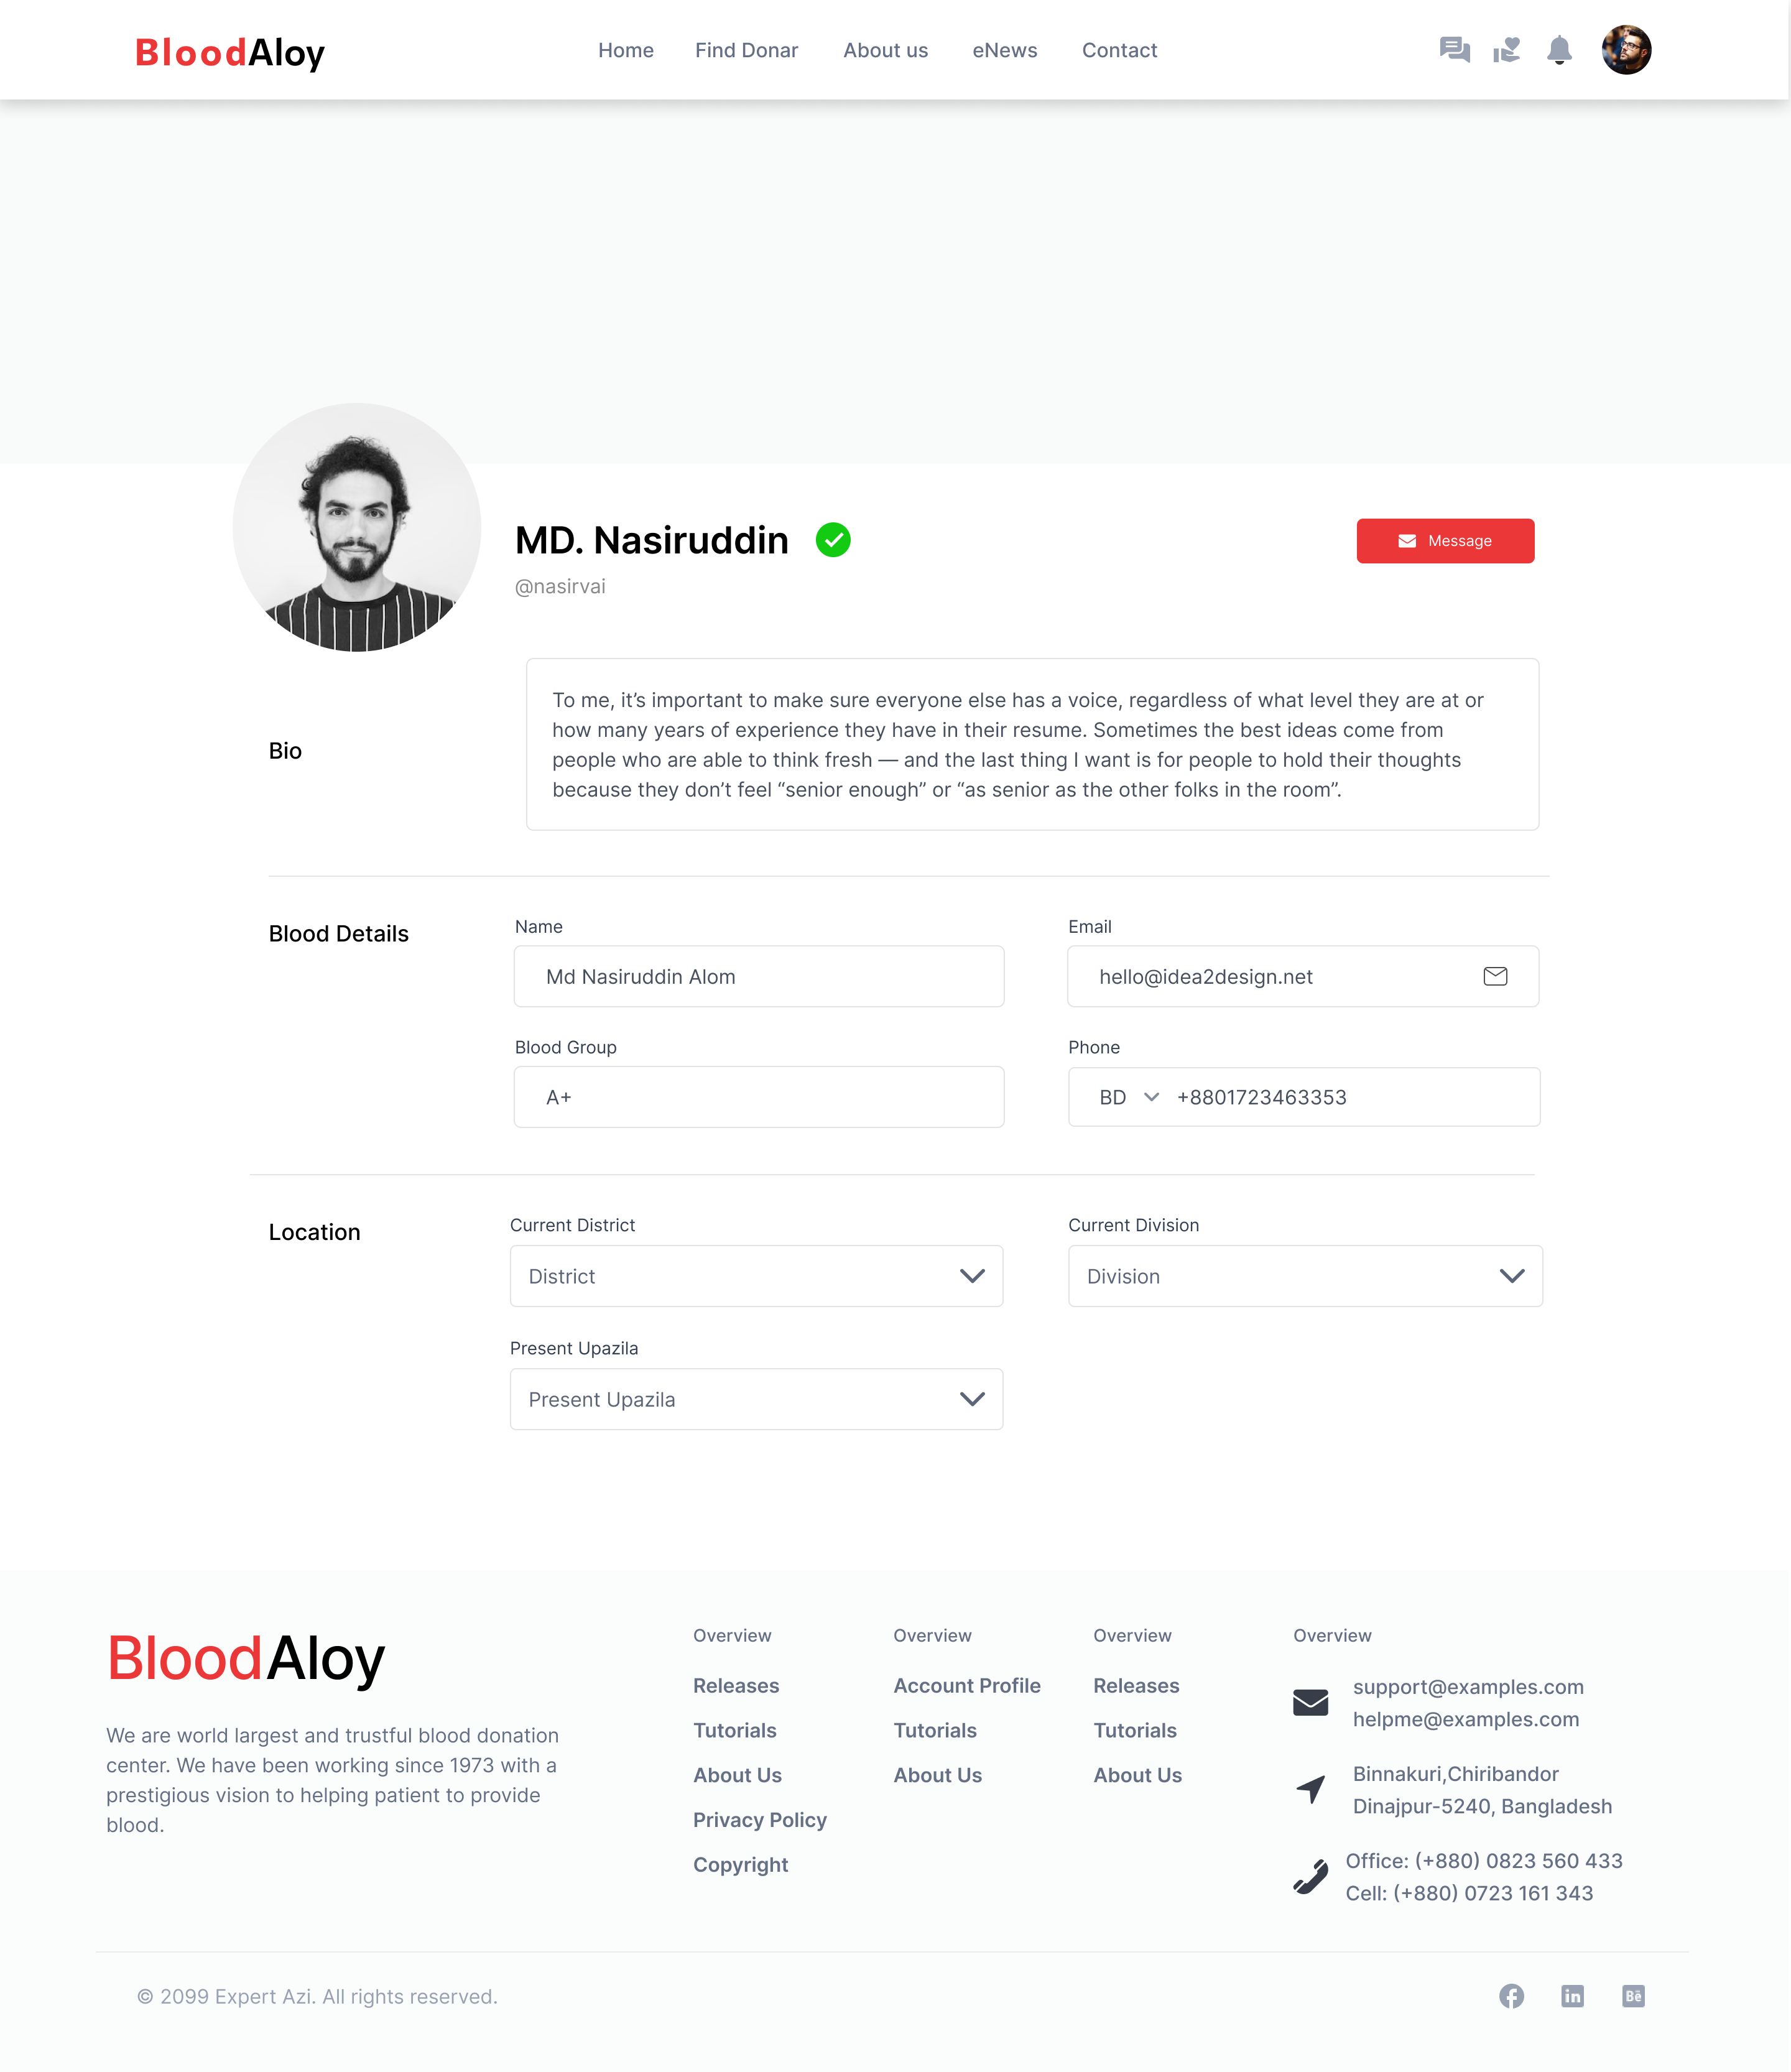 BloodAloy
Home Find Donar About us eNews Contact
MD. Nasiruddin
@nasirvai
Message
Bio
To me, it’s important to make sure everyone else has a voice, regardless of what level they are at or
how many years of experience they have in their resume. Sometimes the best ideas come from
people who are able to think fresh — and the last thing I want is for people to hold their thoughts
because they don’t feel “senior enough” or “as senior as the other folks in the room”.
Blood Details
Name
Md Nasiruddin Alom
Email
hello@idea2design.net
Blood Group
A+
Phone
BD +8801723463353
Location
Current District
District
Current Division
Division
Present Upazila
Present Upazila
BloodAloy
We are world largest and trustful blood donation
center. We have been working since 1973 with a
prestigious vision to helping patient to provide
blood.
Overview
Releases
Tutorials
About Us
Privacy Policy
Copyright
Overview
Account Profile
Tutorials
About Us
Overview
Releases
Tutorials
About Us
Overview
support@examples.com
helpme@examples.com
Binnakuri,Chiribandor
Dinajpur-5240, Bangladesh
Office: (+880) 0823 560 433
Cell: (+880) 0723 161 343
© 2099 Expert Azi. All rights reserved.
in
Bē